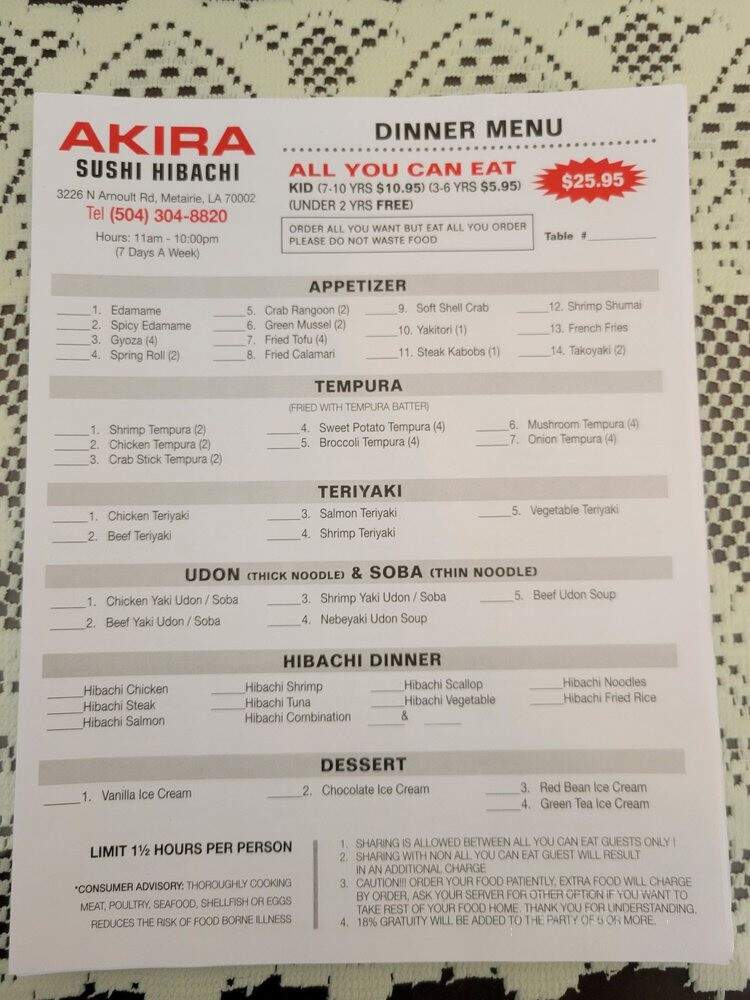 AKIRA
SUSHI HIBACHI
3226 N Arnoult Rd, Metairie, LA 70002
Tel (504) 304-8820
Hours: 11am - 10:00pm
(7 Days A Week)
DINNER MENU
ALL YOU CAN EAT
KID (7-10 YRS $10.95) (3-6 YRS $5.95)
(UNDER 2 YRS FREE)
$25.95
ORDER ALL YOU WANT BUT EAT ALL YOU ORDER
PLEASE DO NOT WASTE FOOD
Table #
APPETIZER
1. Edamame
2. Spicy Edamame
3. Gyoza (4)
4. Spring Roll (2)
5. Crab Rangoon (2)
6. Green Mussel (2)
7. Fried Tofu (4)
8. Fried Calamari
9. Soft Shell Crab
10. Yakitori (1)
11. Steak Kabobs (1)
12. Shrimp Shumai
13. French Fries
14. Takoyaki (2)
TEMPURA
(FRIED WITH TEMPURA BATTER)
1. Shrimp Tempura (2)
2. Chicken Tempura (2)
3. Crab Stick Tempura (2)
4. Sweet Potato Tempura (4)
5. Broccoli Tempura (4)
6. Mushroom Tempura (4)
7. Onion Tempura (4)
TERIYAKI
1. Chicken Teriyaki
2. Beef Teriyaki
3. Salmon Teriyaki
4. Shrimp Teriyaki
5. Vegetable Teriyaki
UDON (THICK NOODLE) & SOBA (THIN NOODLE)
1. Chicken Yaki Udon / Soba
2. Beef Yaki Udon / Soba
3. Shrimp Yaki Udon / Soba
4. Nebeyaki Udon Soup
5. Beef Udon Soup
HIBACHI DINNER
Hibachi Chicken
Hibachi Steak
Hibachi Salmon
Hibachi Shrimp
Hibachi Tuna
Hibachi Combination &
Hibachi Scallop
Hibachi Vegetable
Hibachi Noodles
Hibachi Fried Rice
DESSERT
1. Vanilla Ice Cream
2. Chocolate Ice Cream
3. Red Bean Ice Cream
4. Green Tea Ice Cream
LIMIT 1½ HOURS PER PERSON
*CONSUMER ADVISORY: THOROUGHLY COOKING
MEAT, POULTRY, SEAFOOD, SHELLFISH OR EGGS
REDUCES THE RISK OF FOOD BORNE ILLNESS
1. SHARING IS ALLOWED BETWEEN ALL YOU CAN EAT GUESTS ONLY !
2. SHARING WITH NON ALL YOU CAN EAT GUEST WILL RESULT
IN AN ADDITIONAL CHARGE
3. CAUTION!!! ORDER YOUR FOOD PATIENTLY, EXTRA FOOD WILL CHARGE
BY ORDER, ASK YOUR SERVER FOR OTHER OPTION IF YOU WANT TO
TAKE REST OF YOUR FOOD HOME. THANK YOU FOR UNDERSTANDING.
4. 18% GRATUITY WILL BE ADDED TO THE PARTY OF 5 OR MORE.